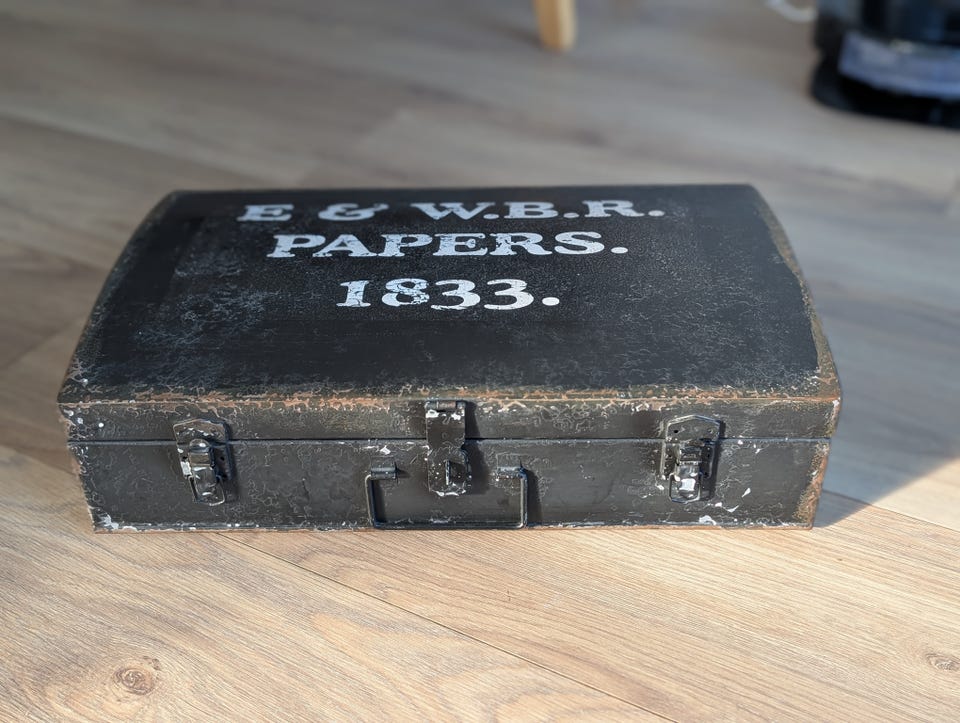 E & W.B.R.
PAPERS.
1833.